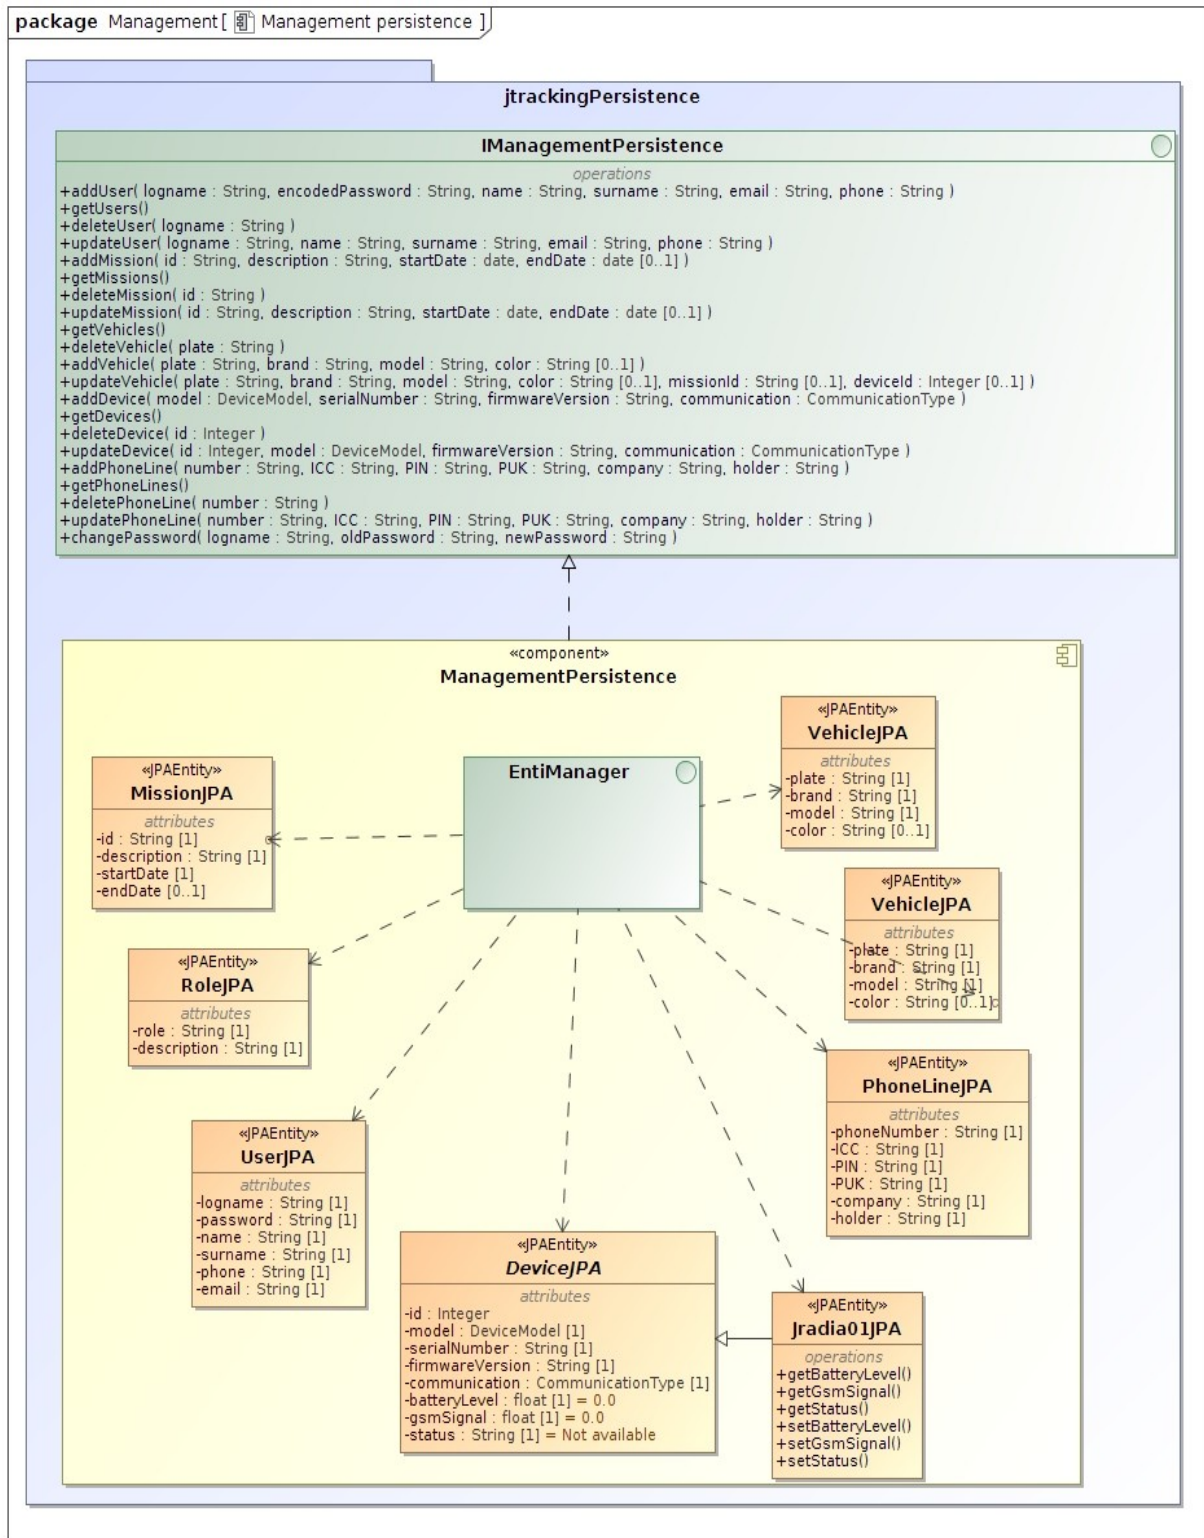 package Management[ Management persistence ]
jtrackingPersistence
IManagementPersistence
operations
+addUser( logname : String, encodedPassword : String, name : String, surname : String, email : String, phone : String )
+getUsers()
+deleteUser( logname : String )
+updateUser( logname : String, name : String, surname : String, email : String, phone : String )
+addMission( id : String, description : String, startDate : date, endDate : date [0..1] )
+getMissions()
+deleteMission( id : String )
+updateMission( id : String, description : String, startDate : date, endDate : date [0..1] )
+getVehicles()
+deleteVehicle( plate : String )
+addVehicle( plate : String, brand : String, model : String, color : String [0..1] )
+updateVehicle( plate : String, brand : String, model : String, color : String [0..1], missionId : String [0..1], deviceId : Integer [0..1] )
+addDevice( model : DeviceModel, serialNumber : String, firmwareVersion : String, communication : CommunicationType )
+getDevices()
+deleteDevice( id : Integer )
+updateDevice( id : Integer, model : DeviceModel, firmwareVersion : String, communication : CommunicationType )
+addPhoneLine( number : String, ICC : String, PIN : String, PUK : String, company : String, holder : String )
+getPhoneLines()
+deletePhoneLine( number : String )
+updatePhoneLine( number : String, ICC : String, PIN : String, PUK : String, company : String, holder : String )
+changePassword( logname : String, oldPassword : String, newPassword : String )
«component»
ManagementPersistence
«JPAEntity»
VehicleJPA
attributes
-plate : String [1]
-brand : String [1]
-model : String [1]
-color : String [0..1]
EntiManager
«JPAEntity»
MissionJPA
attributes
-id : String [1]
-description : String [1]
-startDate [1]
-endDate [0..1]
«JPAEntity»
VehicleJPA
attributes
-plate : String [1]
-brand : String [1]
-model : String [1]
-color : String [0..1]
«JPAEntity»
RoleJPA
attributes
-role : String [1]
-description : String [1]
«JPAEntity»
PhoneLineJPA
attributes
-phoneNumber : String [1]
-ICC : String [1]
-PIN : String [1]
-PUK : String [1]
-company : String [1]
-holder : String [1]
«JPAEntity»
UserJPA
attributes
-logname : String [1]
-password : String [1]
-name : String [1]
-surname : String [1]
-phone : String [1]
-email : String [1]
«JPAEntity»
DeviceJPA
attributes
-id : Integer
-model : DeviceModel [1]
-serialNumber : String [1]
-firmwareVersion : String [1]
-communication : CommunicationType [1]
-batteryLevel : float [1] = 0.0
-gsmSignal : float [1] = 0.0
-status : String [1] = Not available
«JPAEntity»
Jradia01JPA
operations
+getBatteryLevel()
+getGsmSignal()
+getStatus()
+setBatteryLevel()
+setGsmSignal()
+setStatus()